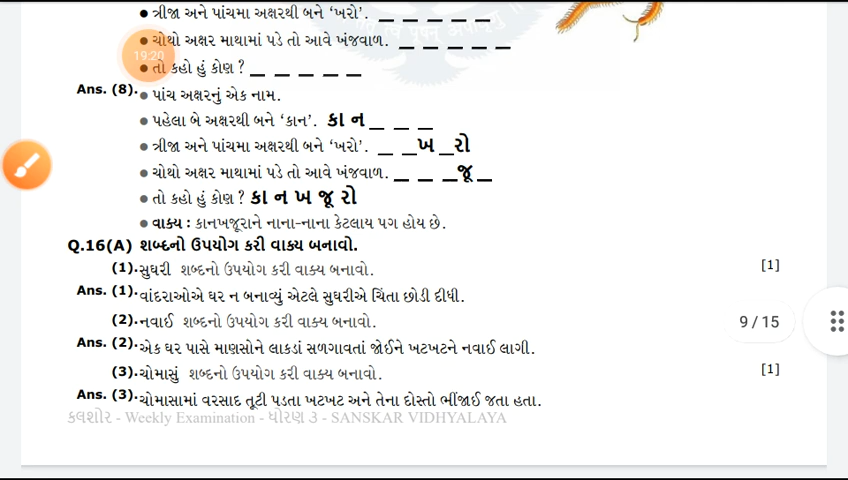 • ત્રીજા અને પાંચમા અક્ષરથી બને ‘ખરો’. _ _ _ _ _
• ચોથો અક્ષર માથામાં પડે તો આવે ખંજવાળ. _ _ _ _ _
19:20
• તો કહો હું કોણ ? _ _ _ _ _
Ans. (8). • પાંચ અક્ષરનું એક નામ.
• પહેલા બે અક્ષરથી બને ‘કાન’. કા ન _ _ _
• ત્રીજા અને પાંચમા અક્ષરથી બને ‘ખરો’. _ _ ખ _ રો
• ચોથો અક્ષર માથામાં પડે તો આવે ખંજવાળ. _ _ _ જૂ _
• તો કહો હું કોણ ? કા ન ખ જૂ રો
• વાક્ય : કાનખજૂરાને નાના-નાના કેટલાય પગ હોય છે.
Q.16(A) શબ્દનો ઉપયોગ કરી વાક્ય બનાવો.
(1). સુઘરી શબ્દનો ઉપયોગ કરી વાક્ય બનાવો. [1]
Ans. (1). વાંદરાઓએ ઘર ન બનાવ્યું એટલે સુઘરીએ ચિંતા છોડી દીધી.
(2). નવાઈ શબ્દનો ઉપયોગ કરી વાક્ય બનાવો. 9 / 15
Ans. (2). એક ઘર પાસે માણસોને લાકડાં સળગાવતાં જોઈને ખટખટને નવાઈ લાગી.
(3). ચોમાસું શબ્દનો ઉપયોગ કરી વાક્ય બનાવો. [1]
Ans. (3). ચોમાસામાં વરસાદ તૂટી પડતા ખટખટ અને તેના દોસ્તો ભીંજાઈ જતા હતા.
કલશોર - Weekly Examination - ધોરણ ૩ - SANSKAR VIDHYALAYA